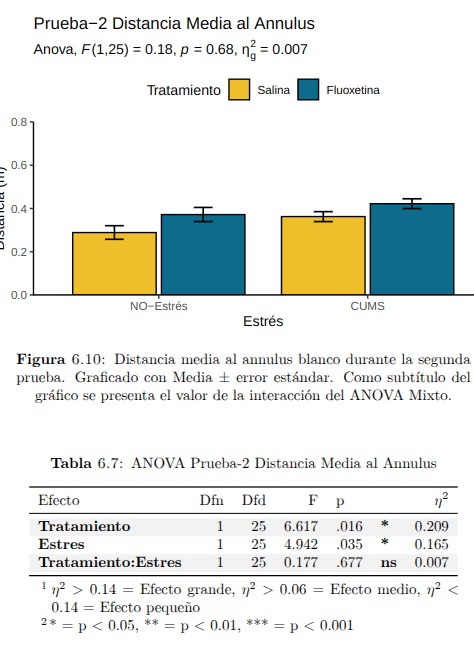 Prueba−2 Distancia Media al Annulus
Anova, F(1,25) = 0.18, p = 0.68, η²g = 0.007
Tratamiento Salina Fluoxetina
0.8
0.6
0.4
0.2
0.0
NO−Estrés CUMS
Estrés
Figura 6.10: Distancia media al annulus blanco durante la segunda
prueba. Graficado con Media ± error estándar. Como subtítulo del
gráfico se presenta el valor de la interacción del ANOVA Mixto.
Tabla 6.7: ANOVA Prueba-2 Distancia Media al Annulus
Efecto Dfn Dfd F p η²
Tratamiento 1 25 6.617 .016 * 0.209
Estres 1 25 4.942 .035 * 0.165
Tratamiento:Estres 1 25 0.177 .677 ns 0.007
¹ η² > 0.14 = Efecto grande, η² > 0.06 = Efecto medio, η² <
0.14 = Efecto pequeño
² * = p < 0.05, ** = p < 0.01, *** = p < 0.001